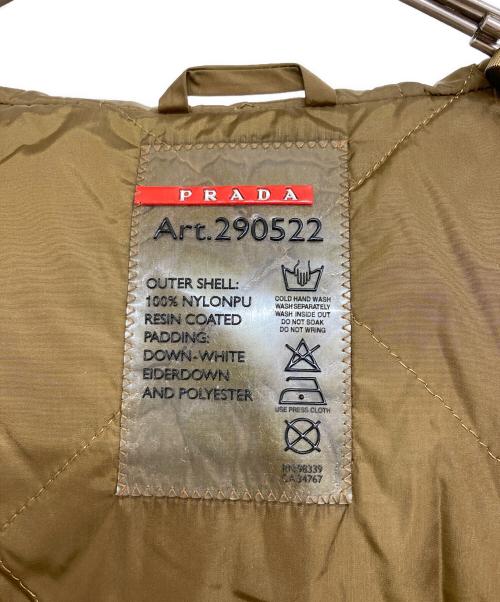 PRADA
Art.290522
OUTER SHELL:
100% NYLONPU
RESIN COATED
PADDING:
DOWN-WHITE
EIDERDOWN
AND POLYESTER
COLD HAND WASH
WASH SEPARATELY
WASH INSIDE OUT
DO NOT SOAK
DO NOT WRING
USE PRESS CLOTH
RN 98339
CA 34767